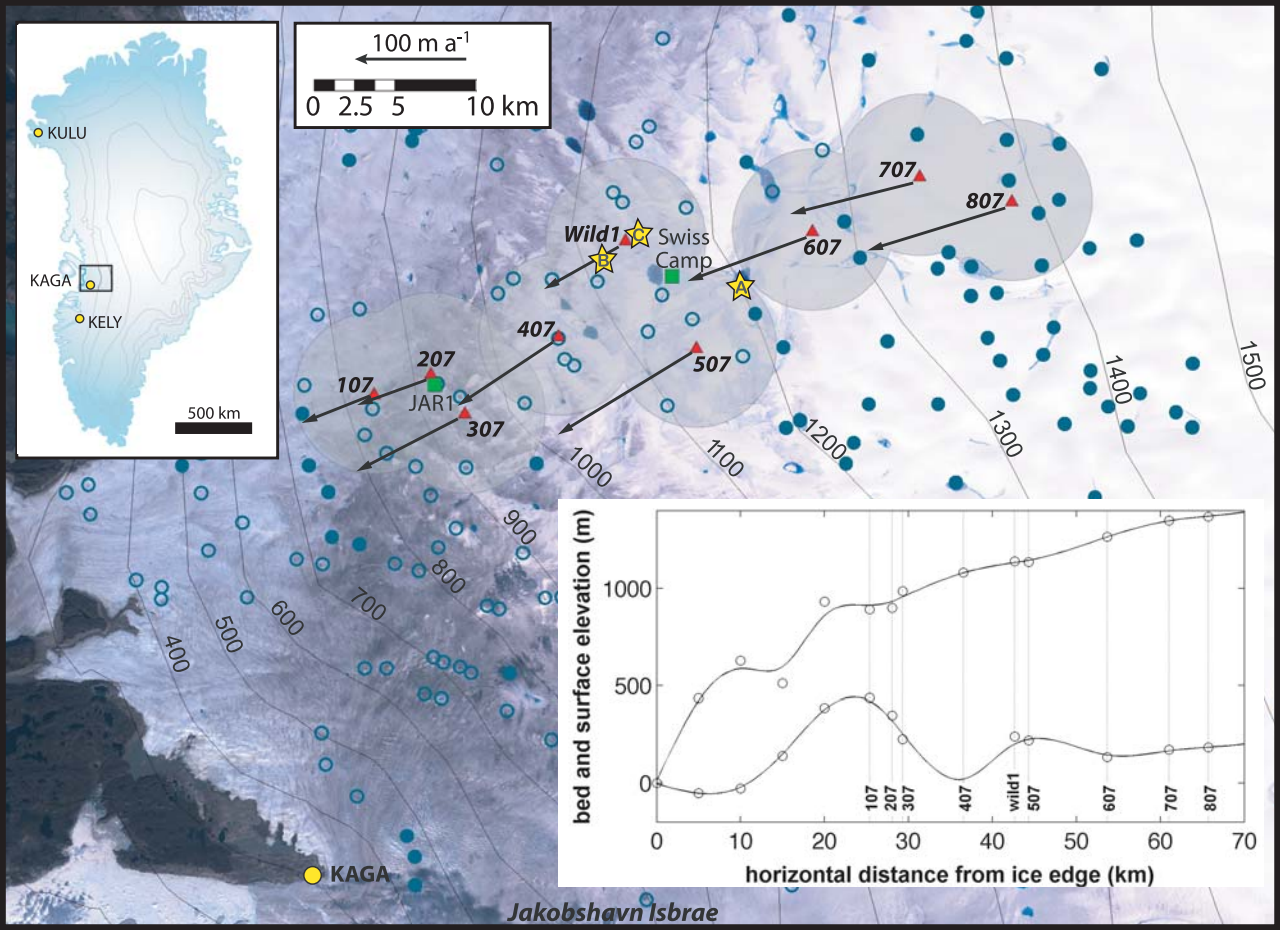 KULU
KAGA
KELY
500 km
100 m a-1
0 2.5 5 10 km
707
807
Wild1
C
Swiss
Camp
B
607
A
407
507
207
107
JAR1
307
1500
1400
1300
1200
1100
1000
900
800
700
600
500
400
KAGA
Jakobshavn Isbrae
bed and surface elevation (m)
1000
500
0
107
207
307
407
wild1
507
607
707
807
0 10 20 30 40 50 60 70
horizontal distance from ice edge (km)